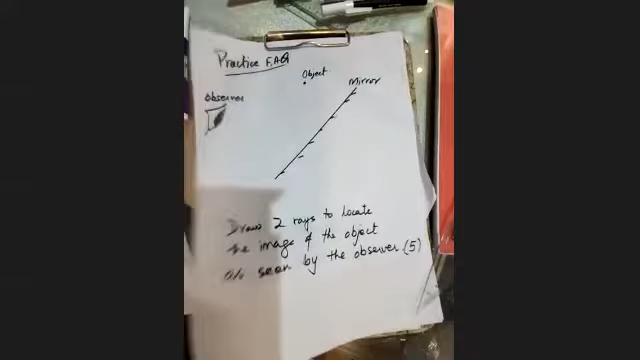 Practice F.A.Q
Object
Mirror
Observer
Draw 2 rays to locate
the image of the object
as seen by the observer. (5)